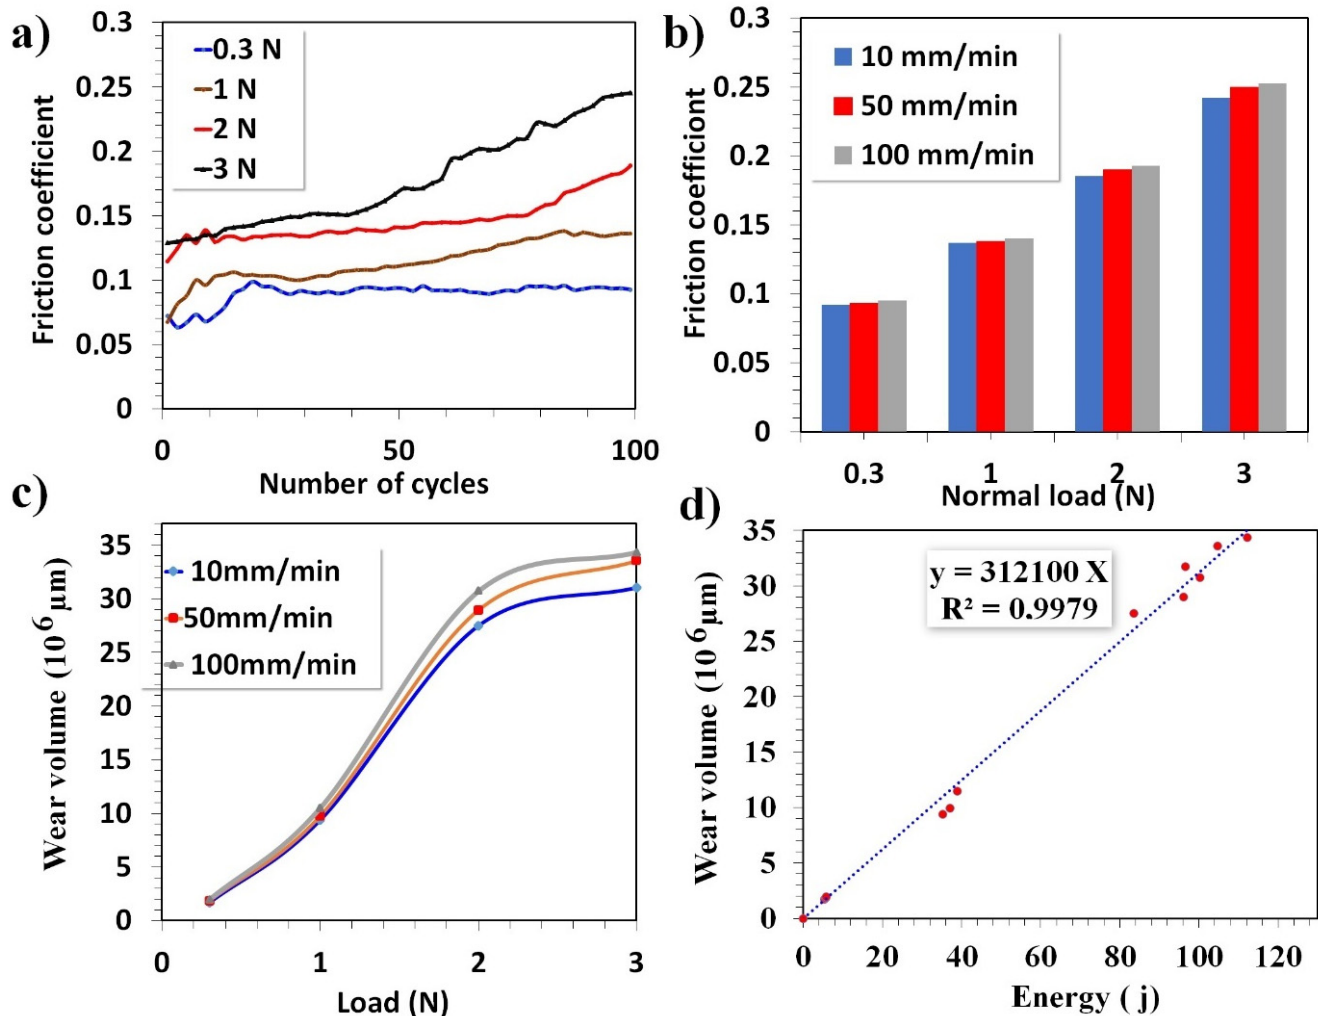 a)
0.3
0.25
0.2
0.15
0.1
0.05
0
Friction coefficient
0.3 N
1 N
2 N
3 N
0
50
100
Number of cycles
b)
0.3
0.25
0.2
0.15
0.1
0.05
0
Friction coefficiont
10 mm/min
50 mm/min
100 mm/min
0.3
1
2
3
Normal load (N)
c)
35
30
25
20
15
10
5
0
Wear volume (10⁶ µm)
10mm/min
50mm/min
100mm/min
0
1
2
3
Load (N)
d)
35
30
25
20
15
10
5
0
Wear volume (10⁶ µm)
y = 312100 X
R² = 0.9979
0
20
40
60
80
100
120
Energy ( j)